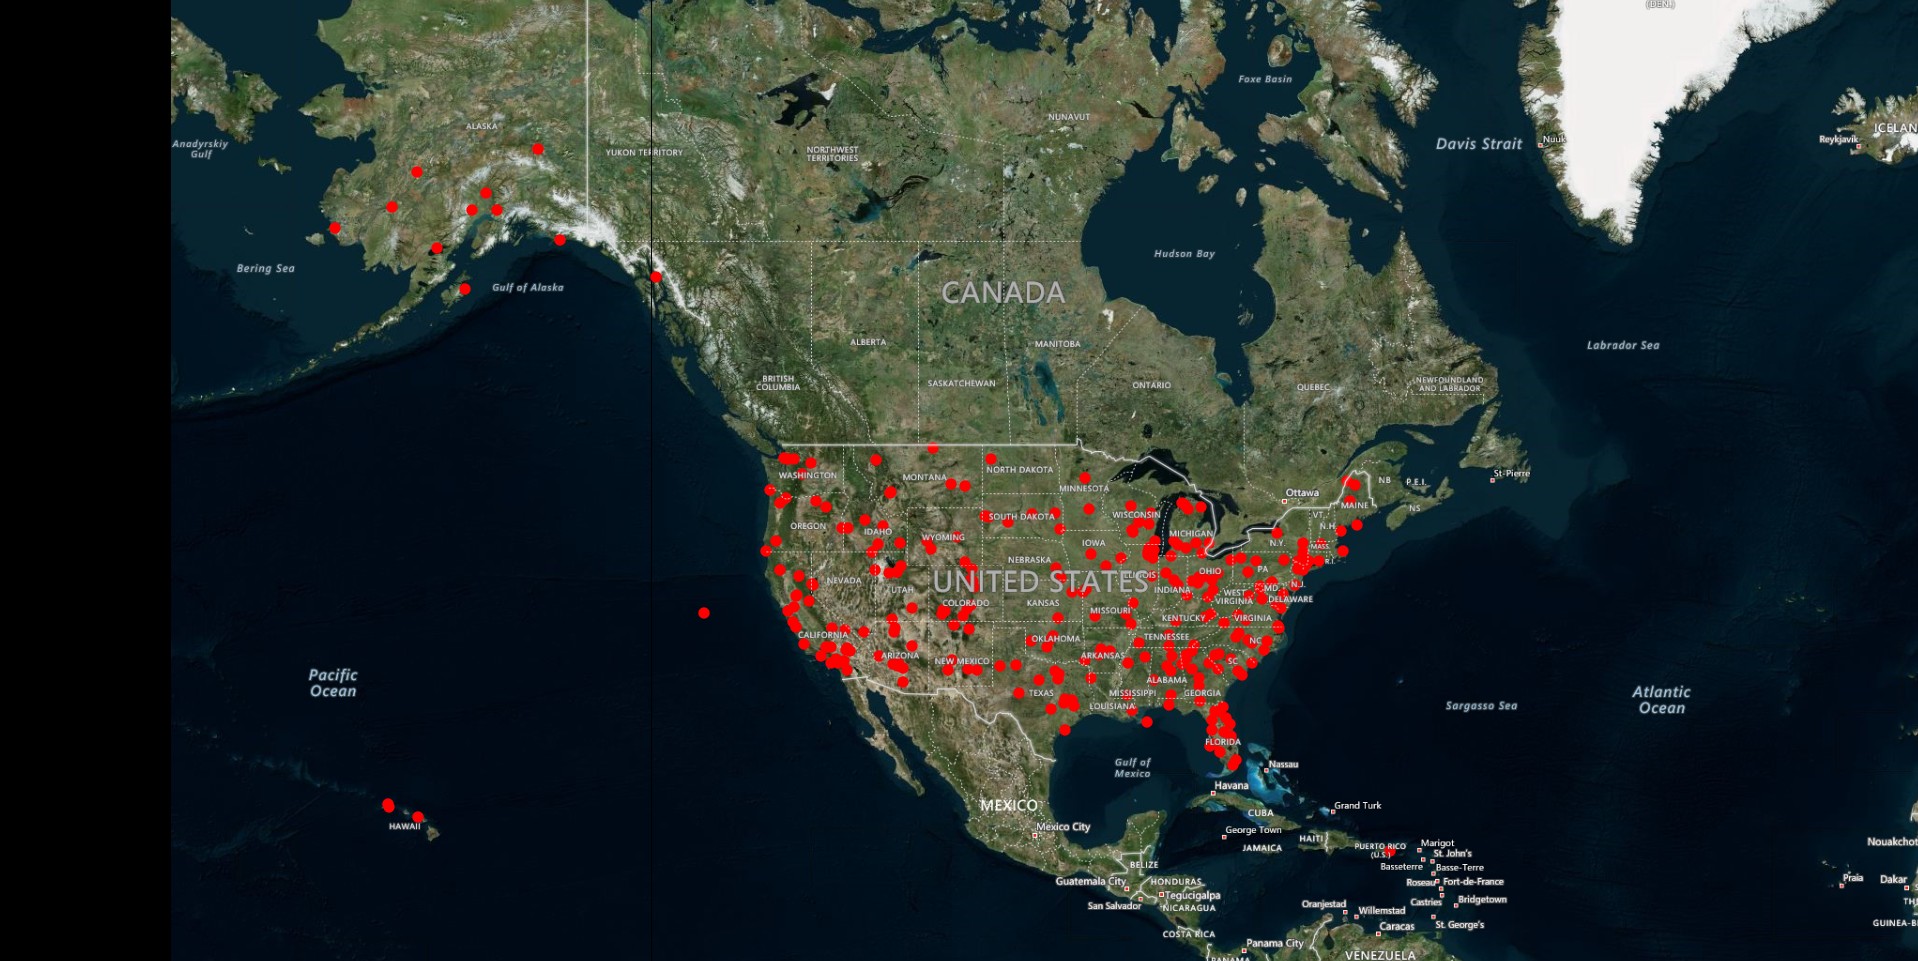 (DEN.)
Foxe Basin
NUNAVUT
ALASKA
Davis Strait
Nuuk
Reykjavik
ICELAN
Anadyrskiy
Gulf
YUKON TERRITORY
NORTHWEST
TERRITORIES
Hudson Bay
Bering Sea
Gulf of Alaska
CANADA
ALBERTA
MANITOBA
Labrador Sea
BRITISH
COLUMBIA
SASKATCHEWAN
ONTARIO
QUEBEC
NEWFOUNDLAND
AND LABRADOR
St-Pierre
WASHINGTON
MONTANA
NORTH DAKOTA
MINNESOTA
Ottawa
NB
P.E.I.
MAINE
NS
OREGON
IDAHO
SOUTH DAKOTA
WISCONSIN
MICHIGAN
VT.
N.H.
WYOMING
IOWA
N.Y.
MASS.
R.I.
NEBRASKA
NEVADA
UTAH
UNITED STATES
ILLINOIS
OHIO
PA
N.J.
MD.
COLORADO
KANSAS
MISSOURI
INDIANA
WEST
VIRGINIA
DELAWARE
KENTUCKY
VIRGINIA
CALIFORNIA
OKLAHOMA
TENNESSEE
NC
ARIZONA
NEW MEXICO
ARKANSAS
SC
Pacific
Ocean
TEXAS
MISSISSIPPI
ALABAMA
GEORGIA
LOUISIANA
Sargasso Sea
Atlantic
Ocean
FLORIDA
Gulf of
Mexico
Nassau
Havana
MEXICO
CUBA
Grand Turk
HAWAII
Mexico City
George Town
HAITI
JAMAICA
PUERTO RICO
(U.S.)
Marigot
St. John's
Nouakchot
BELIZE
Basseterre
Basse-Terre
Guatemala City
HONDURAS
Roseau
Fort-de-France
Praia
Dakar
San Salvador
Tegucigalpa
NICARAGUA
Oranjestad
Willemstad
Castries
Bridgetown
TH
COSTA RICA
Caracas
St. George's
GUINEA-B
Panama City
PANAMA
VENEZUELA